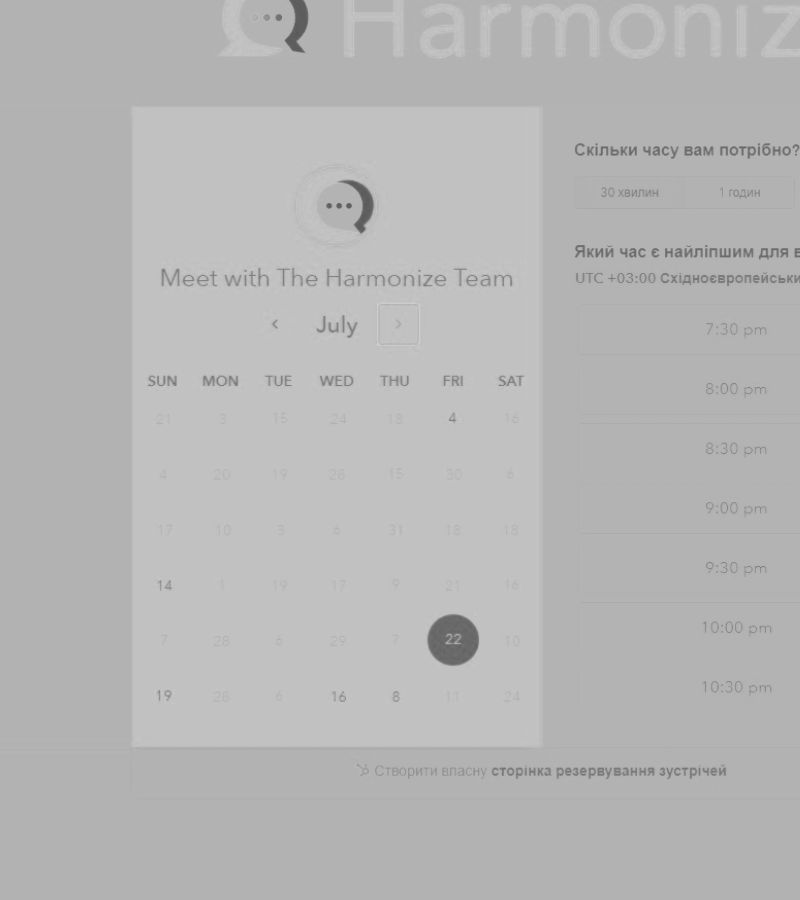 Harmoniz
Meet with The Harmonize Team
July
SUN MON TUE WED THU FRI SAT
21 3 15 24 18 4 16
4 20 19 28 15 30 6
17 10 3 6 31 18 18
14 1 19 17 9 21 16
7 28 6 29 7 22 10
19 28 6 16 8 11 24
Скільки часу вам потрібно?
30 хвилин 1 годин
Який час є найліпшим для
UTC +03:00 Східноєвропейськи
7:30 pm
8:00 pm
8:30 pm
9:00 pm
9:30 pm
10:00 pm
10:30 pm
Створити власну сторінка резервування зустрічей